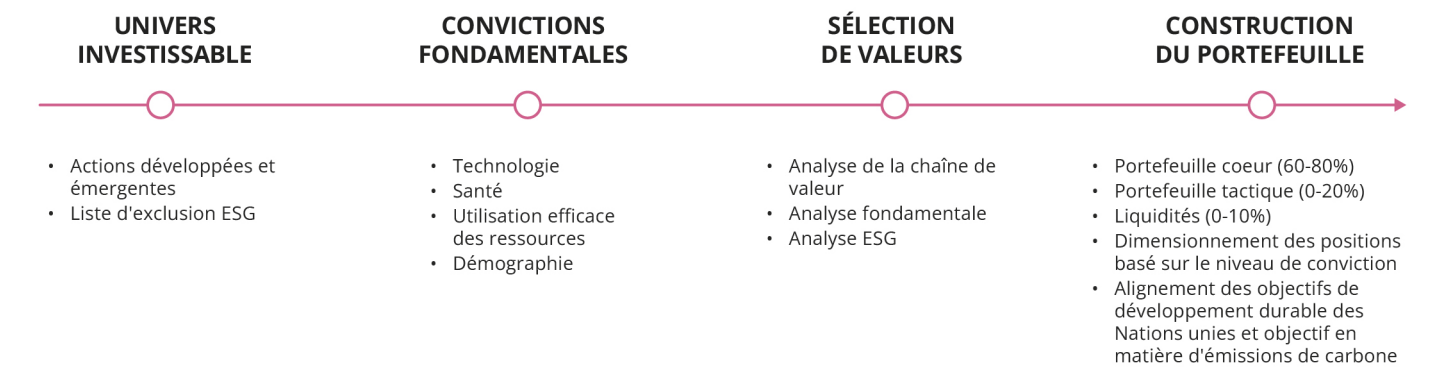 UNIVERS
INVESTISSABLE
• Actions développées et
émergentes
• Liste d'exclusion ESG
CONVICTIONS
FONDAMENTALES
• Technologie
• Santé
• Utilisation efficace
des ressources
• Démographie
SÉLECTION
DE VALEURS
• Analyse de la chaîne de
valeur
• Analyse fondamentale
• Analyse ESG
CONSTRUCTION
DU PORTEFEUILLE
• Portefeuille coeur (60-80%)
• Portefeuille tactique (0-20%)
• Liquidités (0-10%)
• Dimensionnement des positions
basé sur le niveau de conviction
• Alignement des objectifs de
développement durable des
Nations unies et objectif en
matière d'émissions de carbone